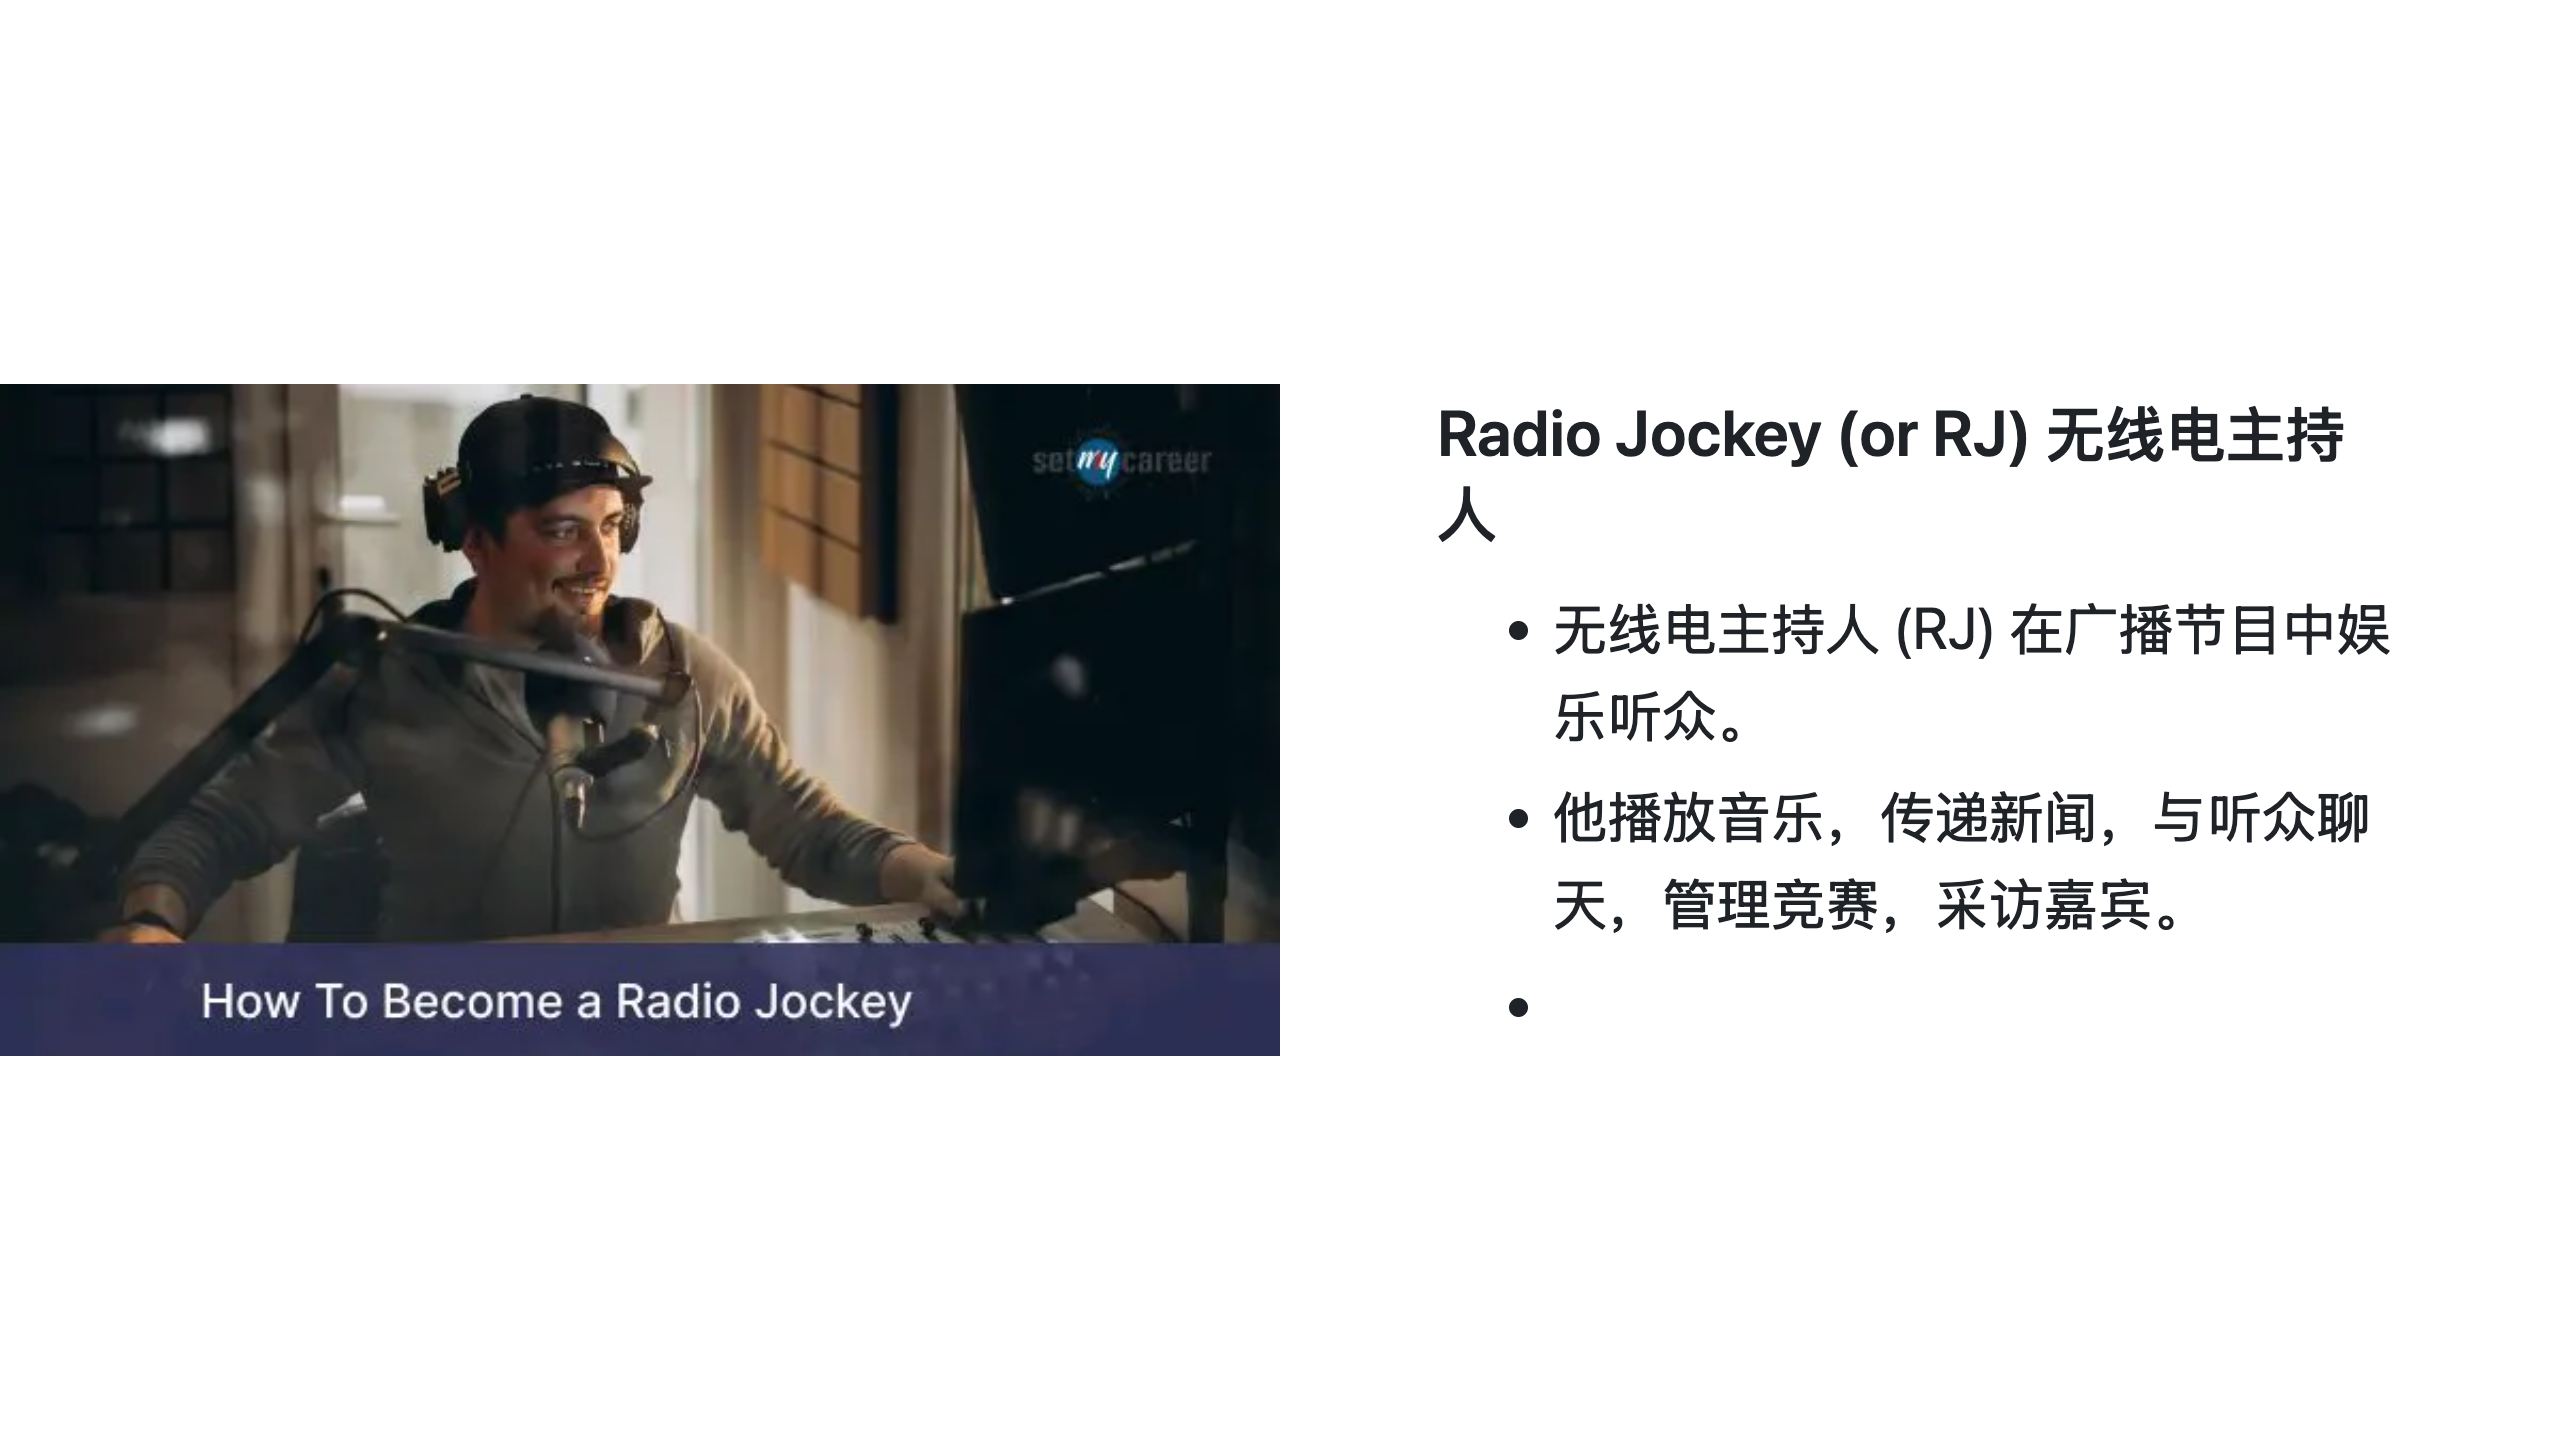 setmycareer
How To Become a Radio Jockey
Radio Jockey (or RJ) 无线电主持
人
无线电主持人 (RJ) 在广播节目中娱
乐听众。
他播放音乐，传递新闻，与听众聊
天，管理竞赛，采访嘉宾。